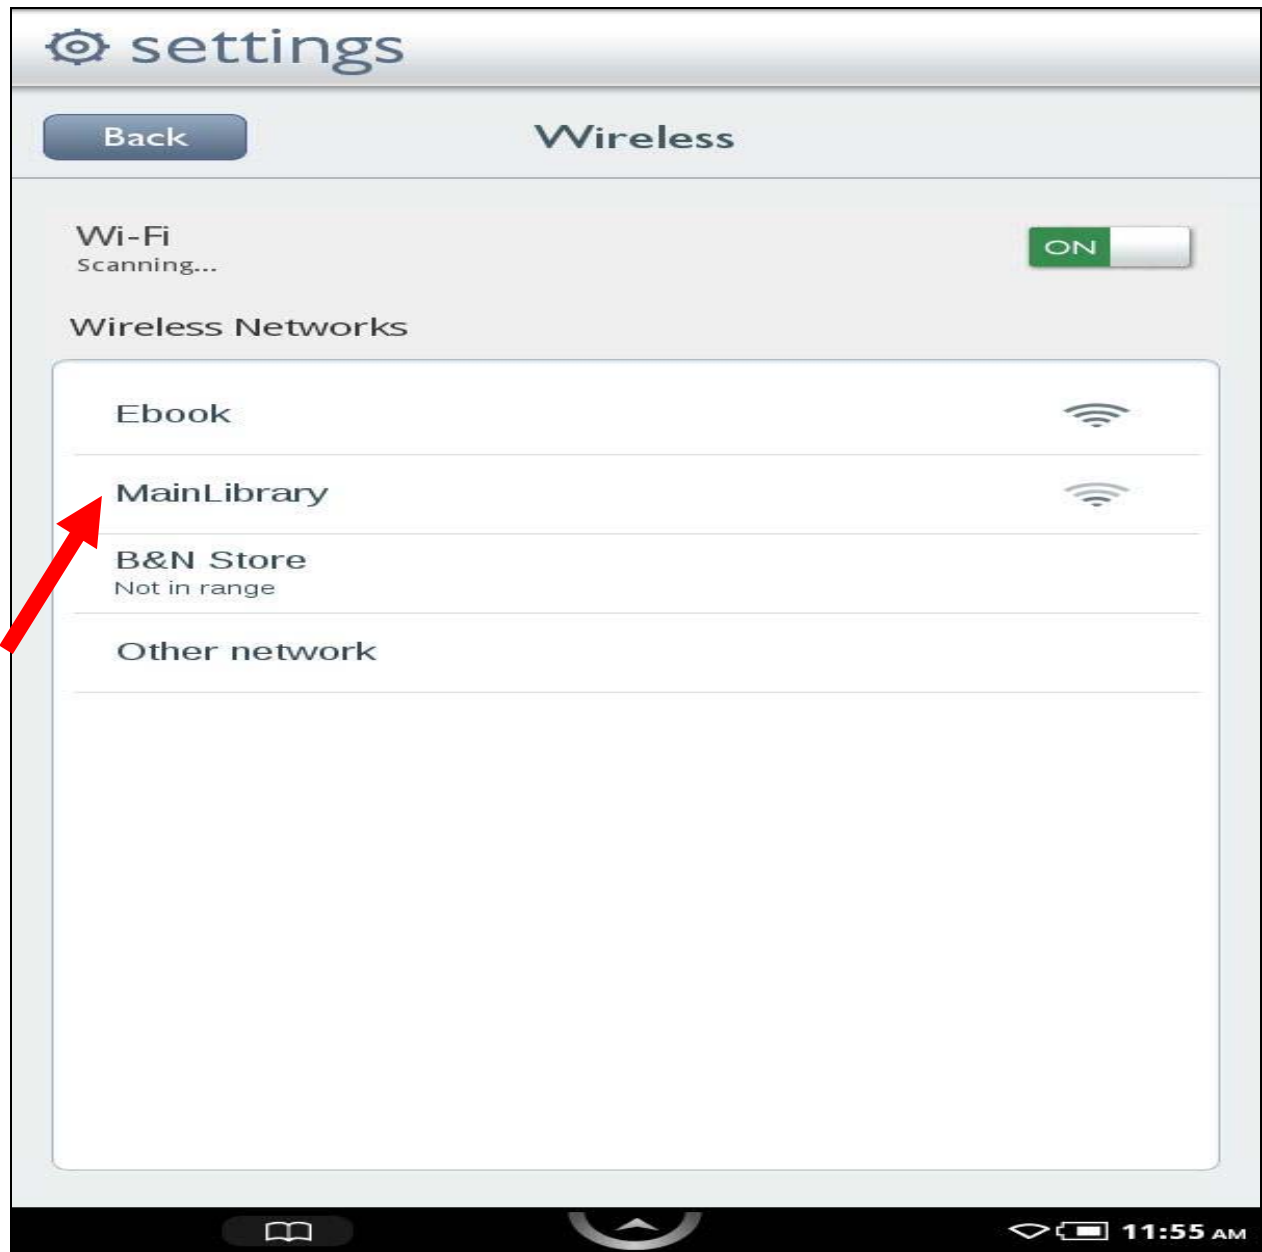 settings
Back
Wireless
Wi-Fi
ON
Scanning...
Wireless Networks
Ebook
MainLibrary
B&N Store
Not in range
Other network
11:55 AM